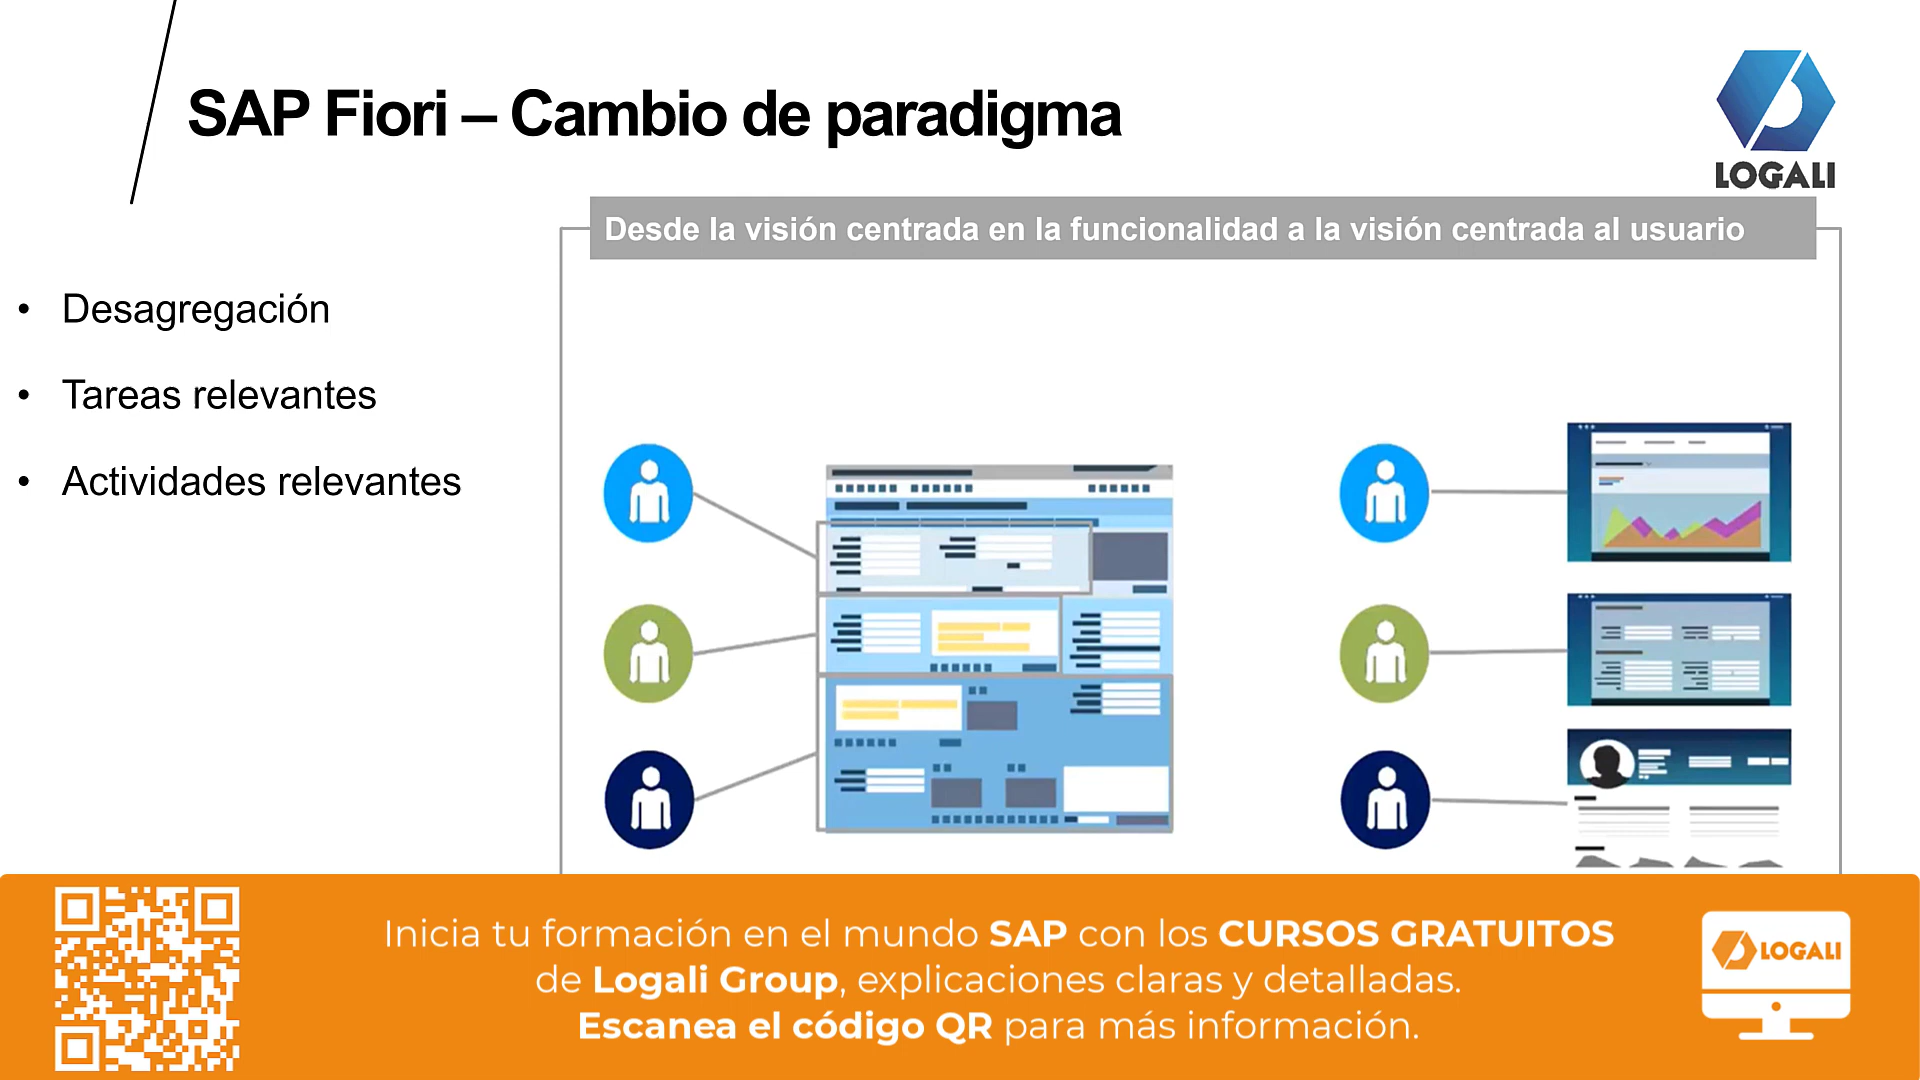 SAP Fiori – Cambio de paradigma
LOGALI
Desde la visión centrada en la funcionalidad a la visión centrada al usuario
• Desagregación
• Tareas relevantes
• Actividades relevantes
Inicia tu formación en el mundo SAP con los CURSOS GRATUITOS
de Logali Group, explicaciones claras y detalladas.
Escanea el código QR para más información.
LOGALI